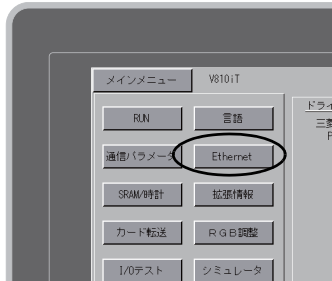 メインメニュー V810iT
RUN 言語
通信パラメータ Ethernet
SRAM/時計 拡張情報
カード転送 RGB調整
I/Oテスト シミュレータ
ドライ
三菱